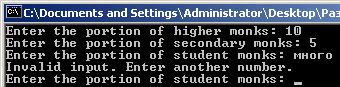 C:\Documents and Settings\Administrator\Desktop\Pa
Enter the portion of higher monks: 10
Enter the portion of secondary monks: 5
Enter the portion of student monks: много
Invalid input. Enter another number.
Enter the portion of student monks: _